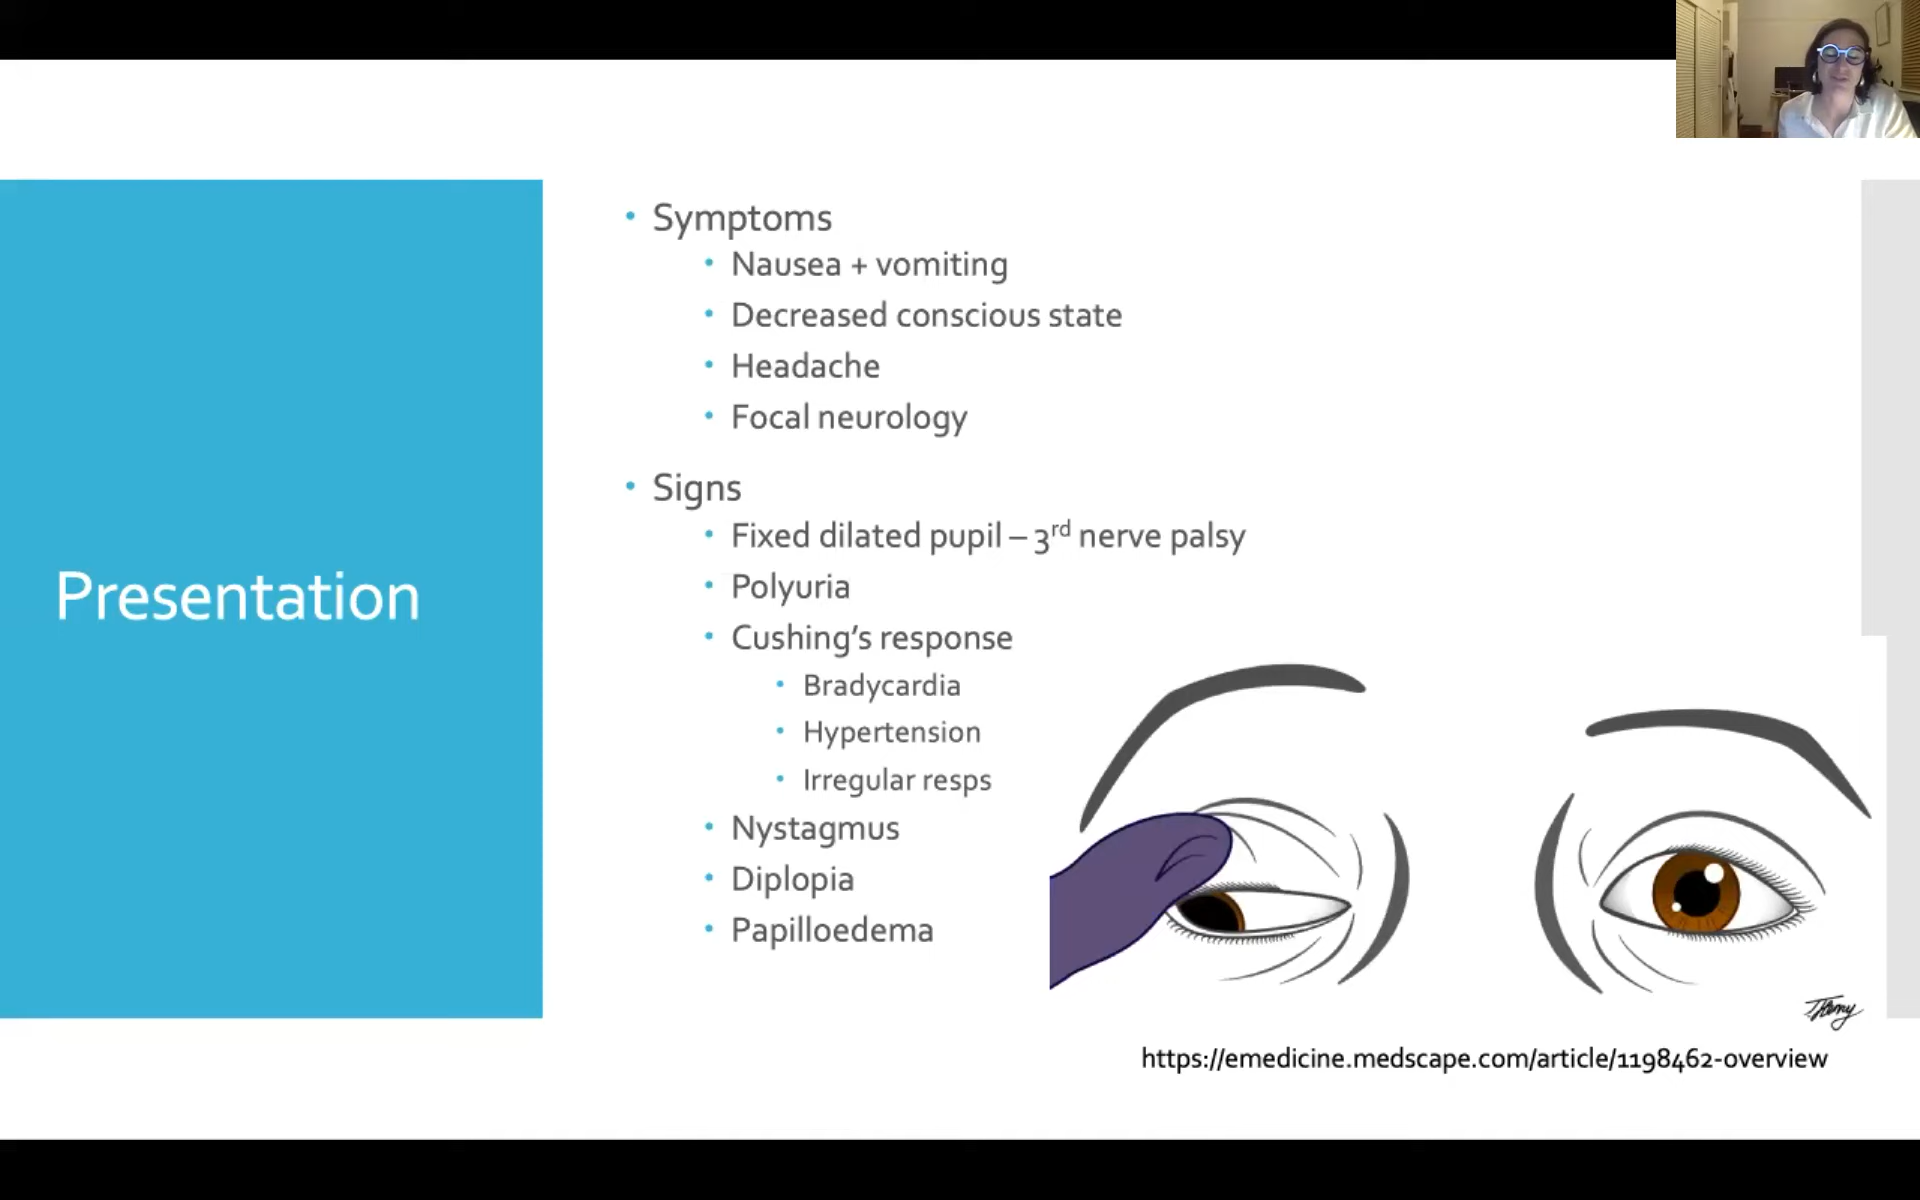 Presentation
Symptoms
Nausea + vomiting
Decreased conscious state
Headache
Focal neurology
Signs
Fixed dilated pupil – 3rd nerve palsy
Polyuria
Cushing’s response
Bradycardia
Hypertension
Irregular resps
Nystagmus
Diplopia
Papilloedema
https://emedicine.medscape.com/article/1198462-overview